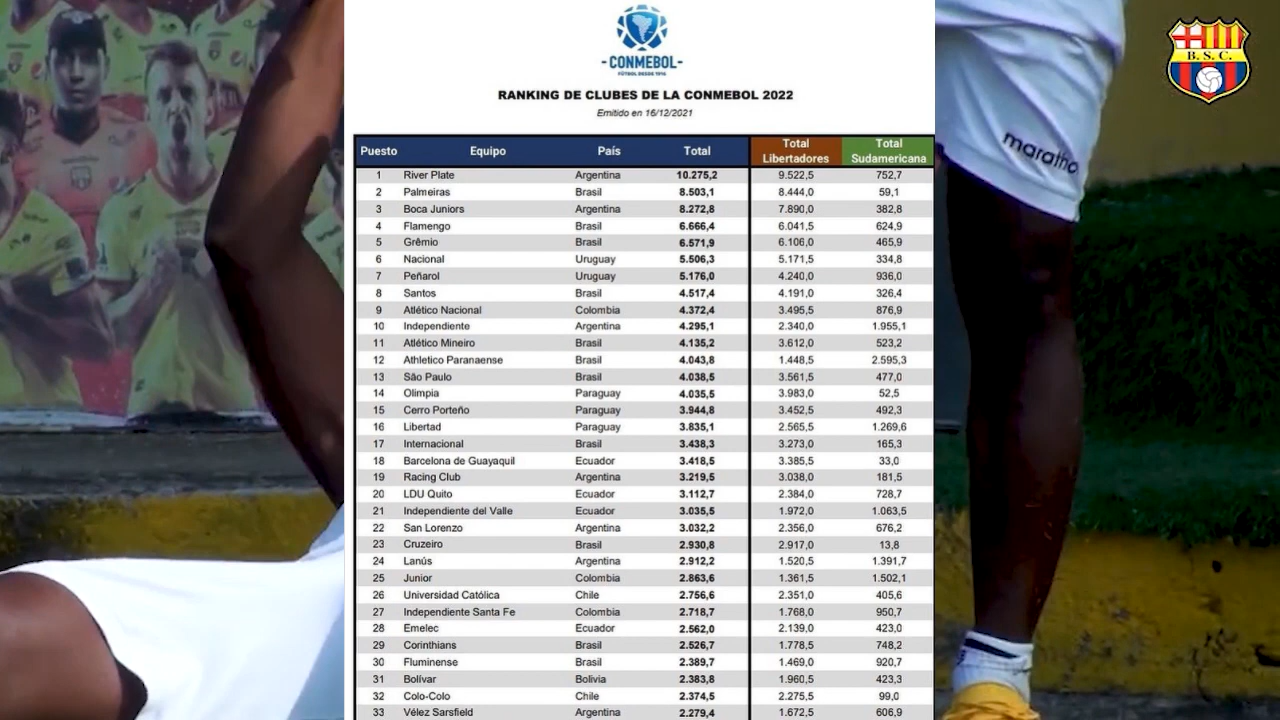 CONMEBOL
FÚTBOL DESDE 1916
RANKING DE CLUBES DE LA CONMEBOL 2022
Emitido en 16/12/2021
Puesto Equipo País Total Total Libertadores Total Sudamericana
1 River Plate Argentina 10.275,2 9.522,5 752,7
2 Palmeiras Brasil 8.503,1 8.444,0 59,1
3 Boca Juniors Argentina 8.272,8 7.890,0 382,8
4 Flamengo Brasil 6.666,4 6.041,5 624,9
5 Grêmio Brasil 6.571,9 6.106,0 465,9
6 Nacional Uruguay 5.506,3 5.171,5 334,8
7 Peñarol Uruguay 5.176,0 4.240,0 936,0
8 Santos Brasil 4.517,4 4.191,0 326,4
9 Atlético Nacional Colombia 4.372,4 3.495,5 876,9
10 Independiente Argentina 4.295,1 2.340,0 1.955,1
11 Atlético Mineiro Brasil 4.135,2 3.612,0 523,2
12 Athletico Paranaense Brasil 4.043,8 1.448,5 2.595,3
13 São Paulo Brasil 4.038,5 3.561,5 477,0
14 Olimpia Paraguay 4.035,5 3.983,0 52,5
15 Cerro Porteño Paraguay 3.944,8 3.452,5 492,3
16 Libertad Paraguay 3.835,1 2.565,5 1.269,6
17 Internacional Brasil 3.438,3 3.273,0 165,3
18 Barcelona de Guayaquil Ecuador 3.418,5 3.385,5 33,0
19 Racing Club Argentina 3.219,5 3.038,0 181,5
20 LDU Quito Ecuador 3.112,7 2.384,0 728,7
21 Independiente del Valle Ecuador 3.035,5 1.972,0 1.063,5
22 San Lorenzo Argentina 3.032,2 2.356,0 676,2
23 Cruzeiro Brasil 2.930,8 2.917,0 13,8
24 Lanús Argentina 2.912,2 1.520,5 1.391,7
25 Junior Colombia 2.863,6 1.361,5 1.502,1
26 Universidad Católica Chile 2.756,6 2.351,0 405,6
27 Independiente Santa Fe Colombia 2.718,7 1.768,0 950,7
28 Emelec Ecuador 2.562,0 2.139,0 423,0
29 Corinthians Brasil 2.526,7 1.778,5 748,2
30 Fluminense Brasil 2.389,7 1.469,0 920,7
31 Bolívar Bolivia 2.383,8 1.960,5 423,3
32 Colo-Colo Chile 2.374,5 2.275,5 99,0
33 Vélez Sarsfield Argentina 2.279,4 1.672,5 606,9
B. S. C.
maratho